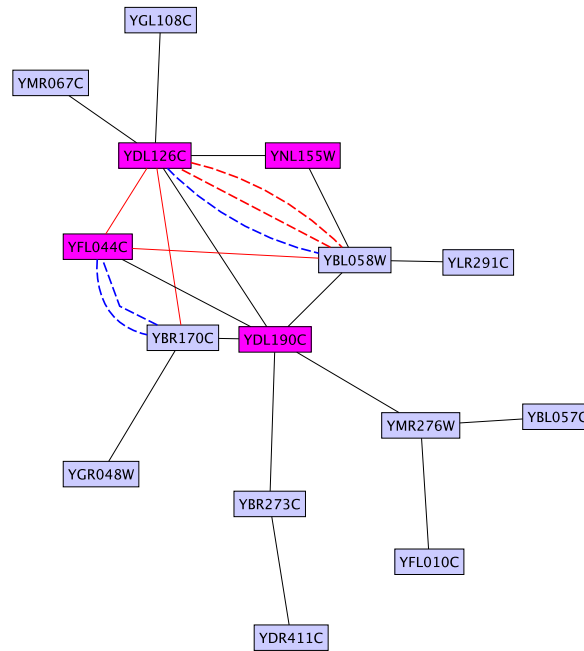 YGL108C
YMR067C
YDL126C
YNL155W
YFL044C
YBL058W
YLR291C
YBR170C
YDL190C
YMR276W
YBL057C
YGR048W
YBR273C
YFL010C
YDR411C